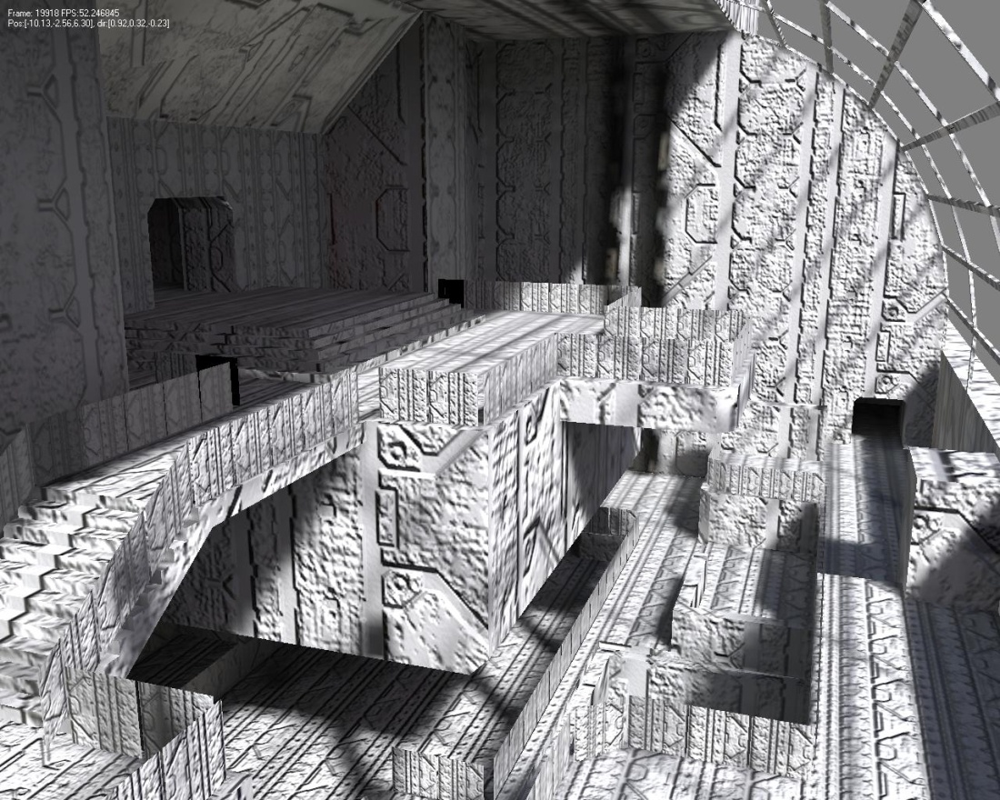 Frame: 19918 FPS:52.246845
Pos:[-10.13,-2.56,6.30], dir:[0.92,0.32,-0.23]